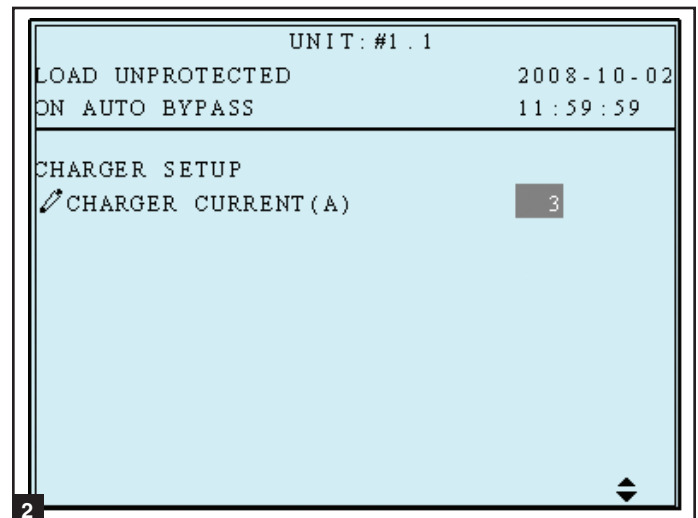 UNIT:#1.1
LOAD UNPROTECTED 2008-10-02
ON AUTO BYPASS 11:59:59
CHARGER SETUP
CHARGER CURRENT(A) 3
2